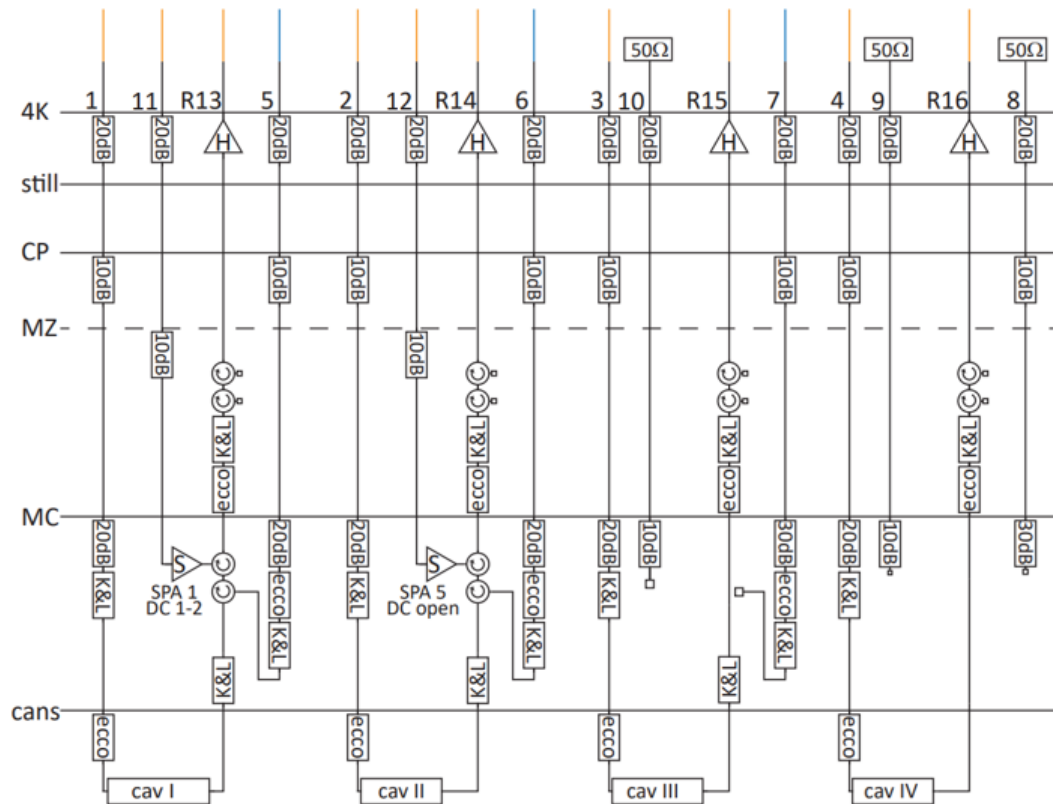 50Ω 50Ω 50Ω
1 11 R13 5 2 12 R14 6 3 10 R15 7 4 9 R16 8
4K
20dB 20dB H 20dB 20dB 20dB H 20dB 20dB 20dB H 20dB 20dB 20dB H 20dB
still
CP
10dB 10dB 10dB 10dB 10dB 10dB 10dB 10dB
MZ
10dB 10dB
K&L K&L K&L K&L
ecco ecco ecco ecco
MC
20dB 20dB 20dB 20dB 20dB 10dB 30dB 20dB 10dB 30dB
S S
K&L ecco K&L ecco K&L ecco K&L
SPA 1 SPA 5
DC 1-2 DC open
K&L K&L K&L
K&L K&L K&L
cans
ecco ecco ecco ecco
cav I cav II cav III cav IV